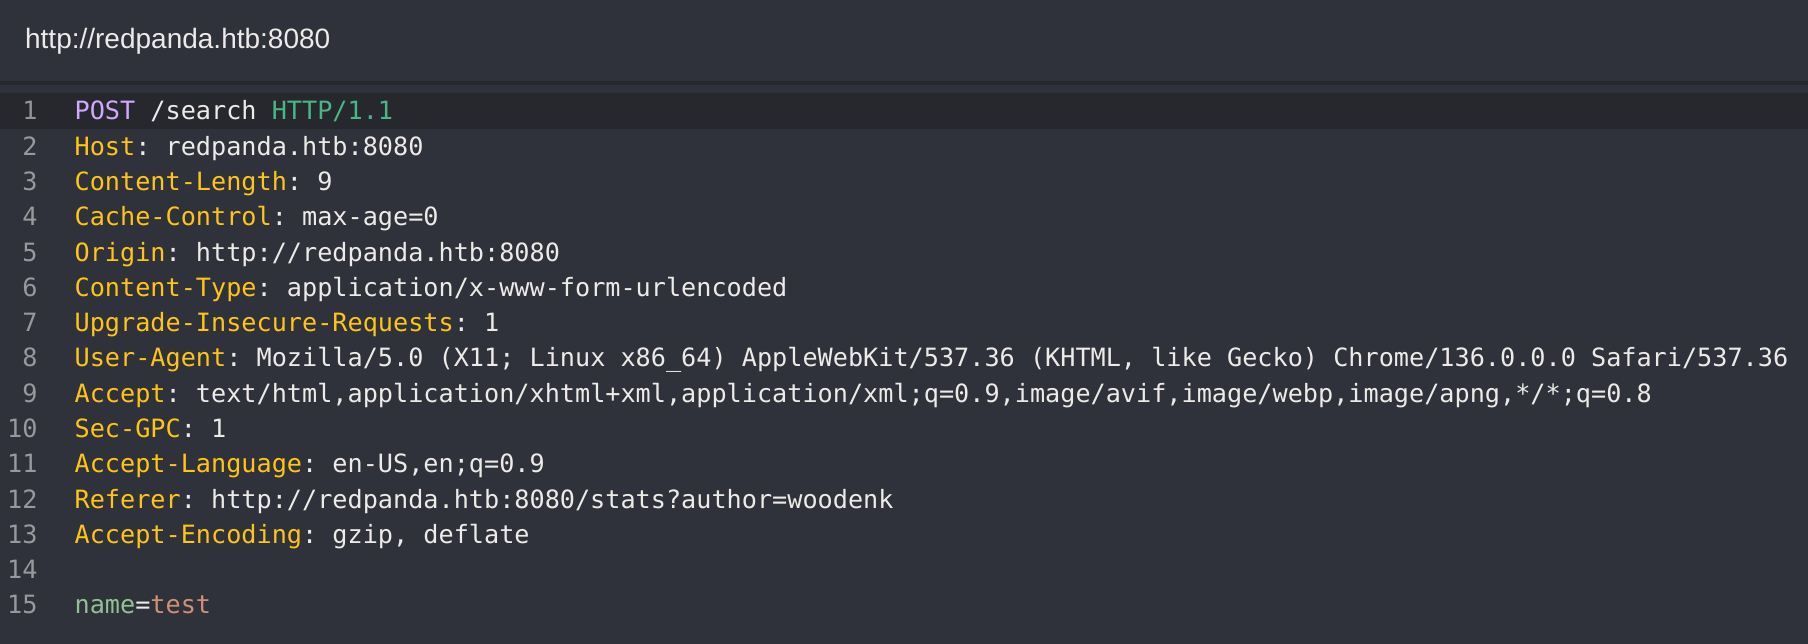 http://redpanda.htb:8080
1 POST /search HTTP/1.1
2 Host: redpanda.htb:8080
3 Content-Length: 9
4 Cache-Control: max-age=0
5 Origin: http://redpanda.htb:8080
6 Content-Type: application/x-www-form-urlencoded
7 Upgrade-Insecure-Requests: 1
8 User-Agent: Mozilla/5.0 (X11; Linux x86_64) AppleWebKit/537.36 (KHTML, like Gecko) Chrome/136.0.0.0 Safari/537.36
9 Accept: text/html,application/xhtml+xml,application/xml;q=0.9,image/avif,image/webp,image/apng,*/*;q=0.8
10 Sec-GPC: 1
11 Accept-Language: en-US,en;q=0.9
12 Referer: http://redpanda.htb:8080/stats?author=woodenk
13 Accept-Encoding: gzip, deflate
14
15 name=test